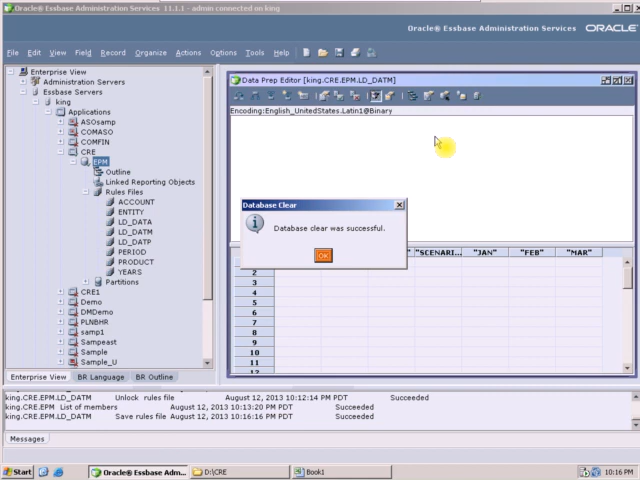 Oracle® Essbase Administration Services 11.1.1 - admin connected on king
Oracle® Essbase Administration Services ORACLE
File Edit View Field Record Organize Actions Options Tools Help
Enterprise View
Administration Servers
Essbase Servers
king
Applications
ASOsamp
COMASO
COMFIN
CRE
EPM
Outline
Linked Reporting Objects
Rules Files
ACCOUNT
ENTITY
LD_DATA
LD_DATM
LD_DATP
PERIOD
PRODUCT
YEARS
Partitions
CRE1
Demo
DMDemo
PLNBHR
samp1
Sampeast
Sample
Sample_U
Enterprise View BR Language BR Outline
Data Prep Editor [king.CRE.EPM.LD_DATM]
Encoding:English_UnitedStates.Latin1@Binary
Database Clear
Database clear was successful.
OK
"SCENARI... "JAN" "FEB" "MAR"
2
3
4
5
6
7
8
9
10
11
12
king.CRE.EPM.LD_DATM Unlock rules file August 12, 2013 10:12:14 PM PDT Succeeded
king.CRE.EPM List of members August 12, 2013 10:13:20 PM PDT Succeeded
king.CRE.EPM.LD_DATM Save rules file August 12, 2013 10:16:16 PM PDT Succeeded
Messages
Start Oracle® Essbase Adm... D:\CRE Book1 10:16 PM